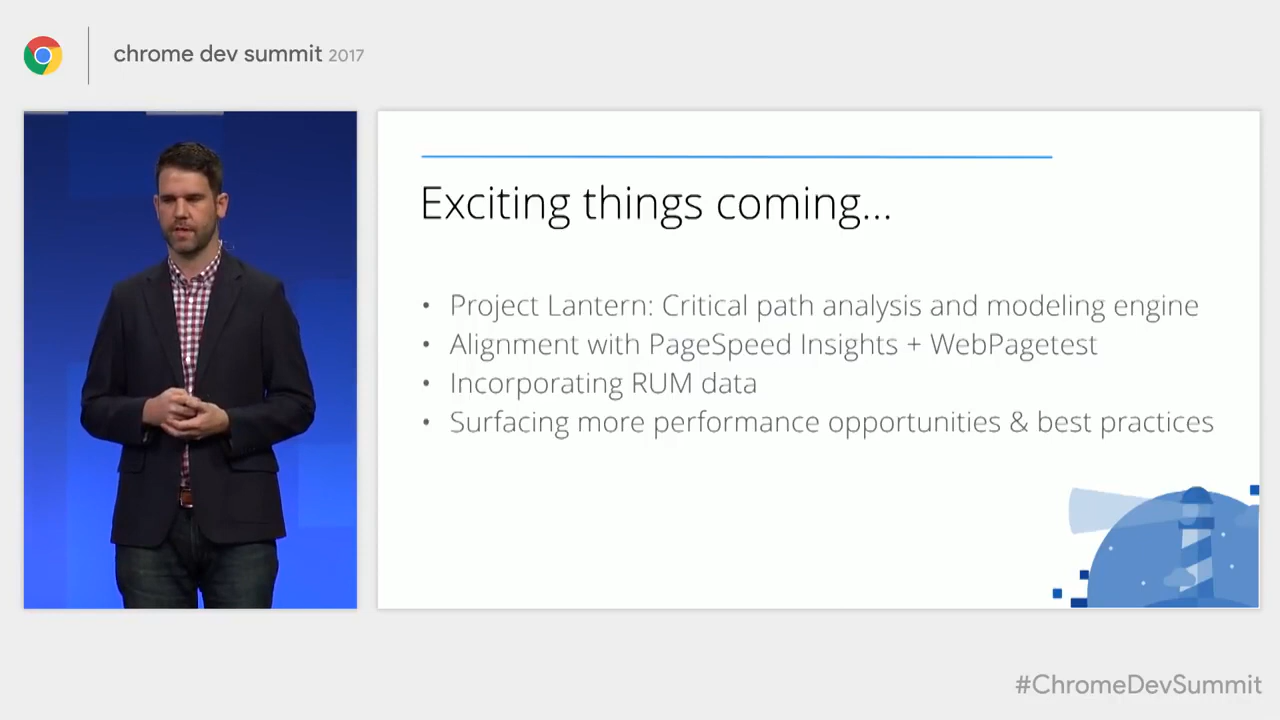 chrome dev summit 2017
Exciting things coming...
• Project Lantern: Critical path analysis and modeling engine
• Alignment with PageSpeed Insights + WebPagetest
• Incorporating RUM data
• Surfacing more performance opportunities & best practices
#ChromeDevSummit